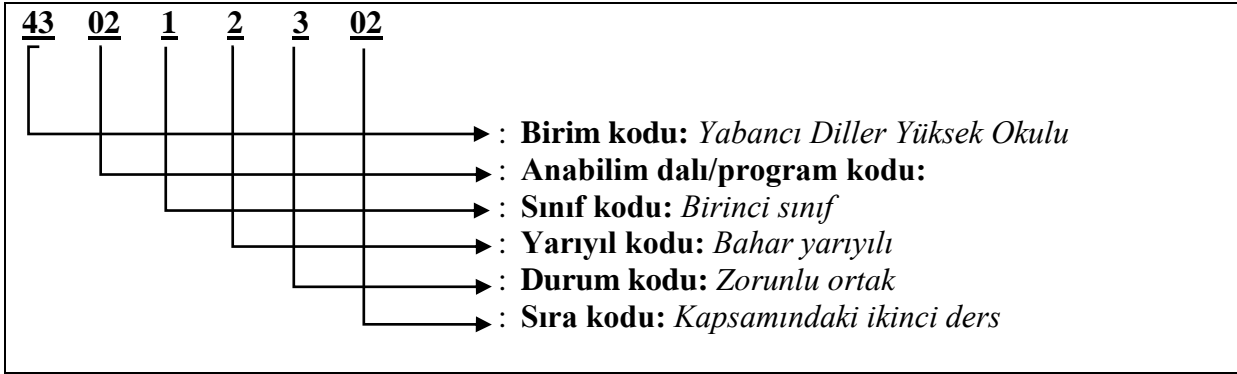 43 02 1 2 3 02
: Birim kodu: Yabancı Diller Yüksek Okulu
: Anabilim dalı/program kodu:
: Sınıf kodu: Birinci sınıf
: Yarıyıl kodu: Bahar yarıyılı
: Durum kodu: Zorunlu ortak
: Sıra kodu: Kapsamındaki ikinci ders